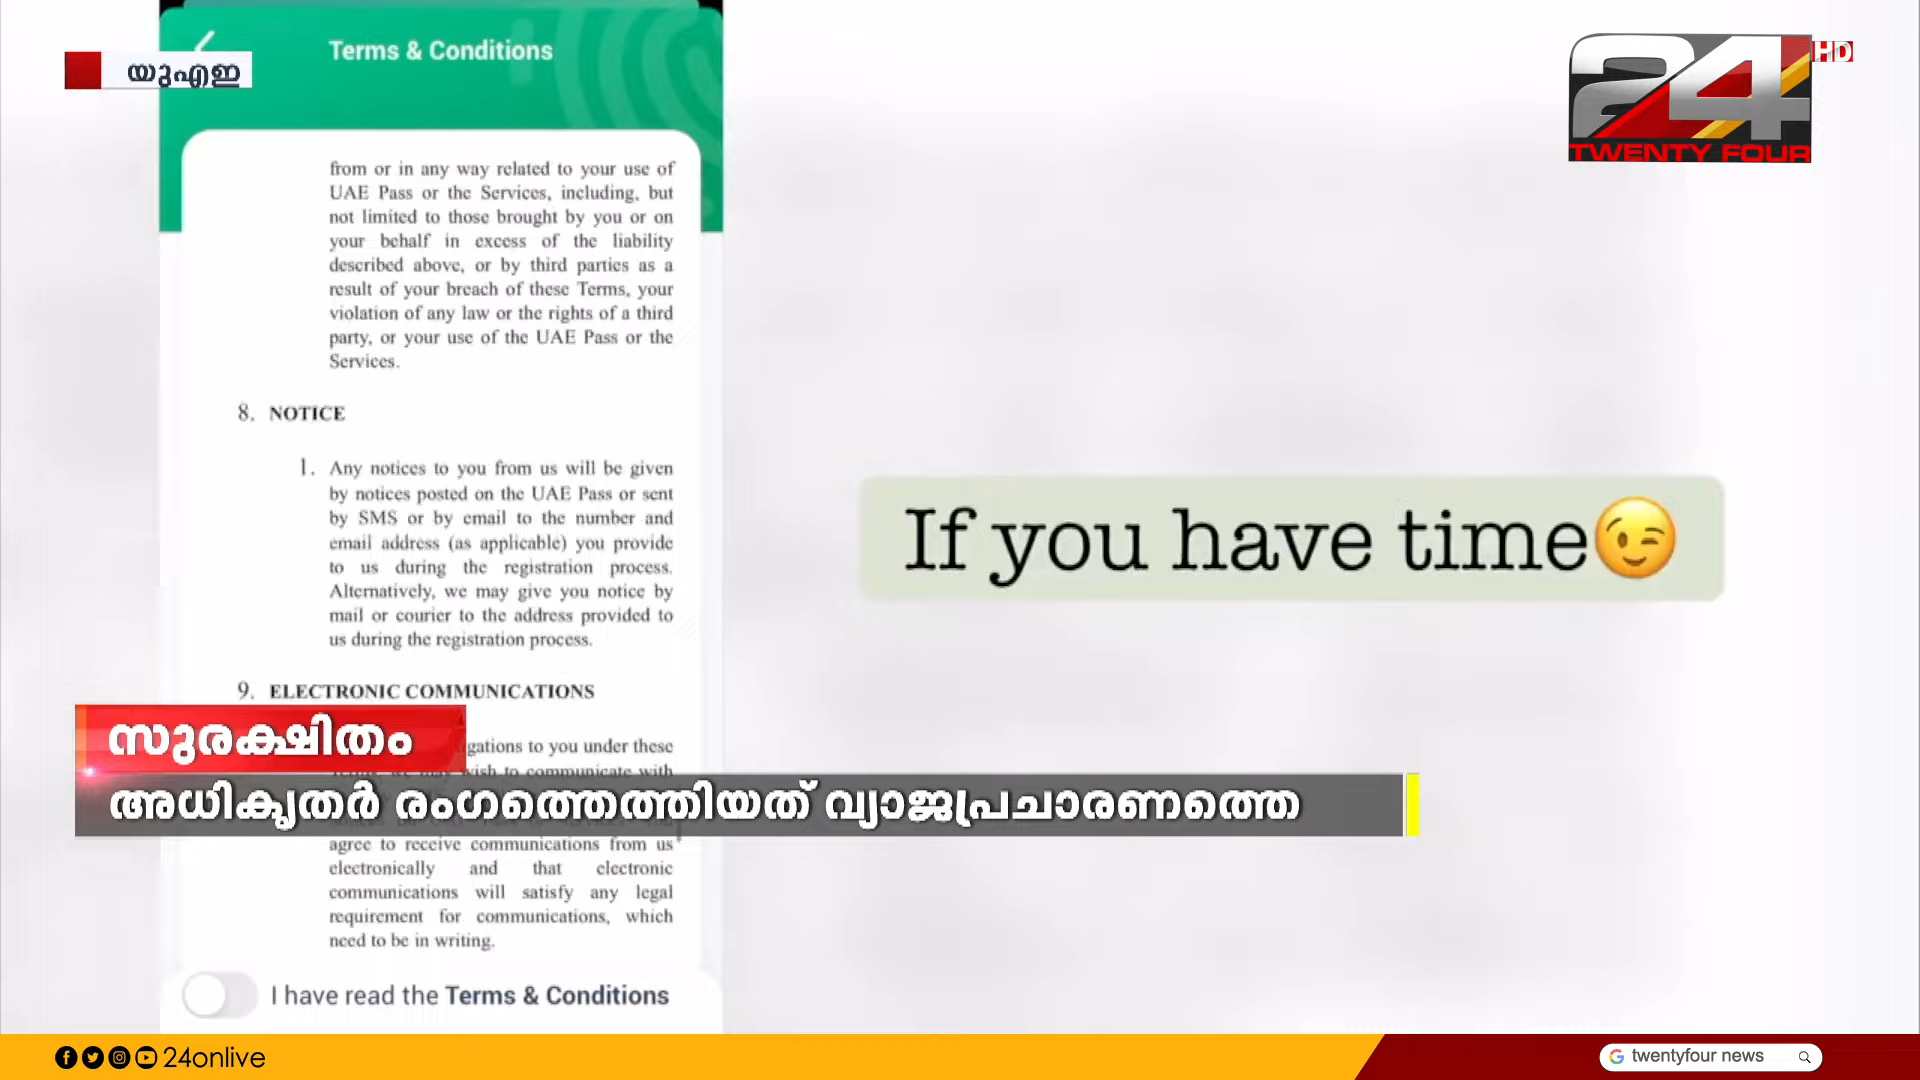 Terms & Conditions
യുഎഇ
24
HD
TWENTY FOUR
from or in any way related to your use of
UAE Pass or the Services, including, but
not limited to those brought by you or on
your behalf in excess of the liability
described above, or by third parties as a
result of your breach of these Terms, your
violation of any law or the rights of a third
party, or your use of the UAE Pass or the
Services.
8. NOTICE
1. Any notices to you from us will be given
by notices posted on the UAE Pass or sent
by SMS or by email to the number and
email address (as applicable) you provide
to us during the registration process.
Alternatively, we may give you notice by
mail or courier to the address provided to
us during the registration process.
If you have time😉
9. ELECTRONIC COMMUNICATIONS
സുരക്ഷിതം
to you under these
wish to communicate with
അധികൃതർ രംഗത്തെത്തിയത് വ്യാജപ്രചാരണത്തെ
agree to receive communications from us
electronically and that electronic
communications will satisfy any legal
requirement for communications, which
need to be in writing.
I have read the Terms & Conditions
24onlive
twentyfour news